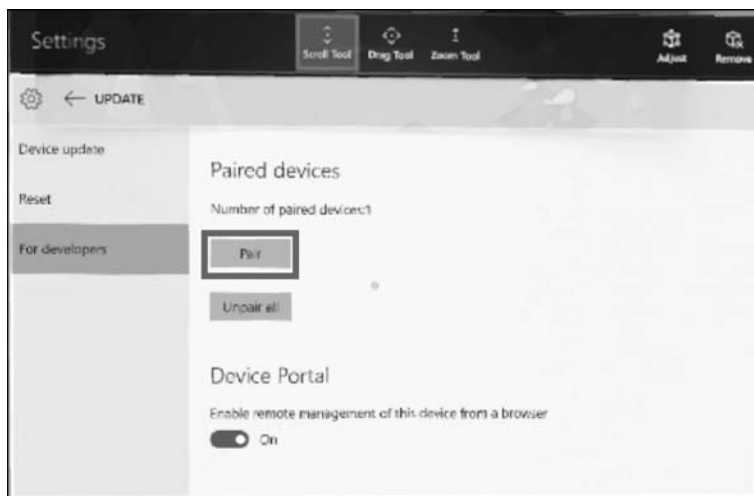 Settings
Scroll Tool
Drag Tool
Zoom Tool
Adjust
Remove
UPDATE
Device update
Reset
For developers
Paired devices
Number of paired devices:1
Pair
Unpair all
Device Portal
Enable remote management of this device from a browser
On